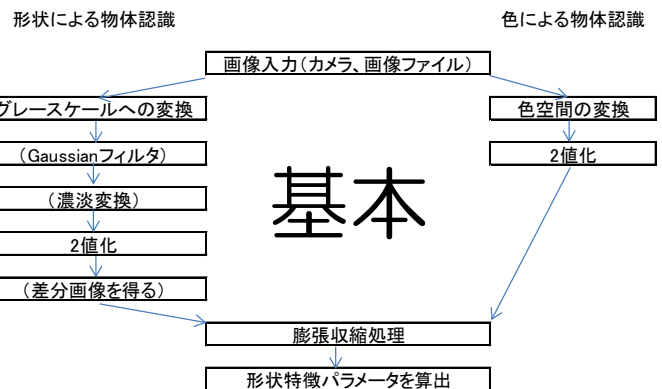 形状による物体認識
色による物体認識
画像入力(カメラ、画像ファイル)
グレースケールへの変換
色空間の変換
(Gaussianフィルタ)
2値化
(濃淡変換)
基本
2値化
(差分画像を得る)
膨張収縮処理
形状特徴パラメータを算出